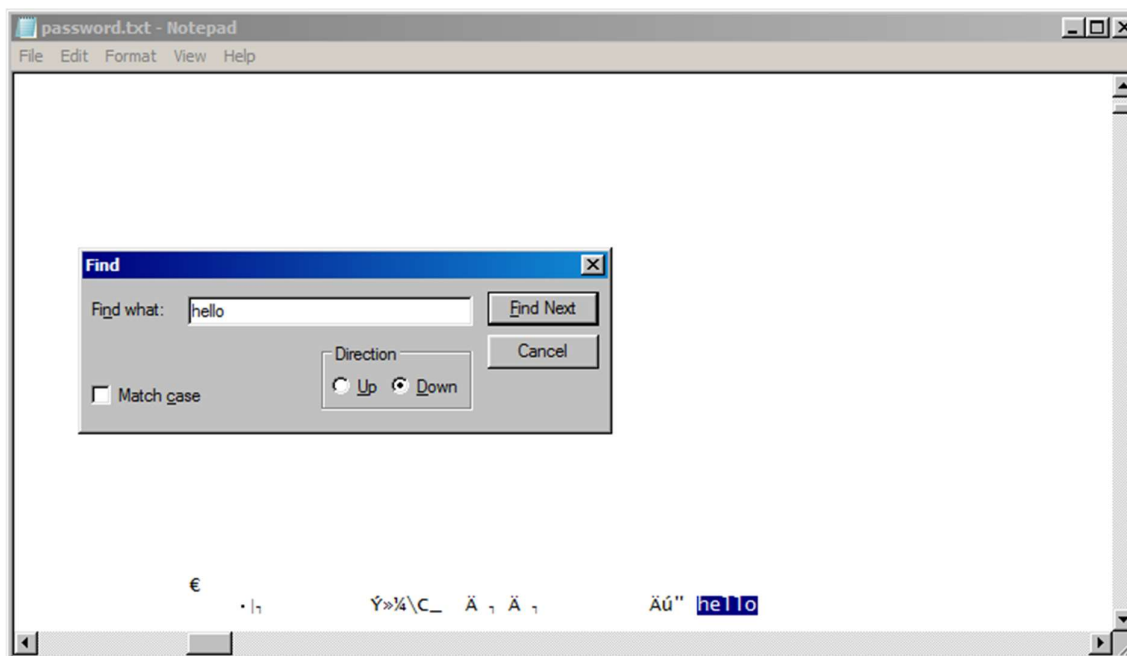 password.txt - Notepad
File Edit Format View Help
Find
Find what: hello
Find Next
Direction
Cancel
Up Down
Match case
€
·|┐ Ý»¼\C_ Ä ┐ Ä ┐ Äú" hello